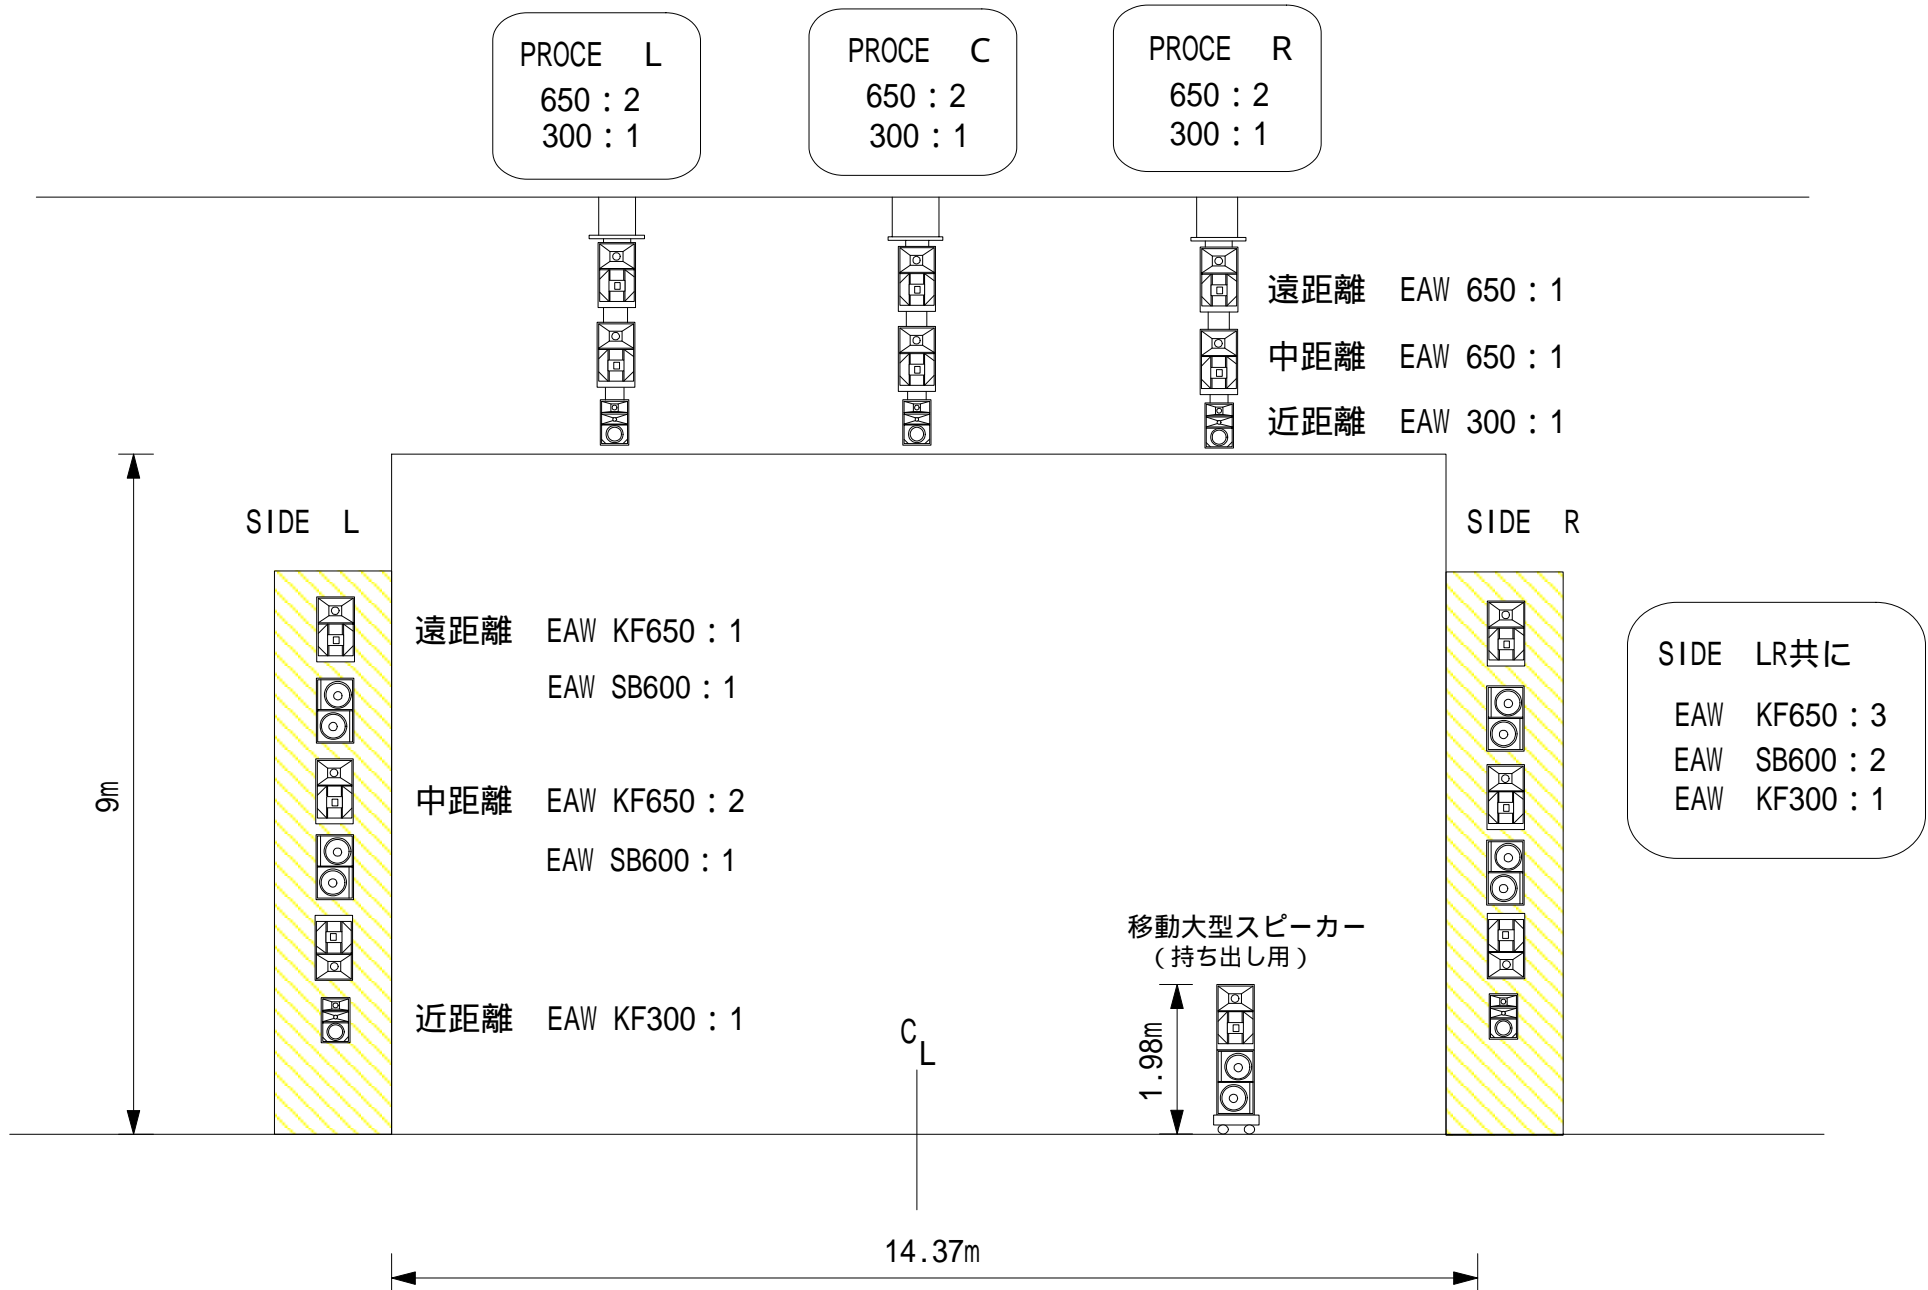 PROCE L
650：2
300：1
PROCE C
650：2
300：1
PROCE R
650：2
300：1
遠距離 EAW 650：1
中距離 EAW 650：1
近距離 EAW 300：1
9m
SIDE L
SIDE R
遠距離 EAW KF650：1
EAW SB600：1
中距離 EAW KF650：2
EAW SB600：1
近距離 EAW KF300：1
SIDE LR共に
EAW KF650：3
EAW SB600：2
EAW KF300：1
移動大型スピーカー
（持ち出し用）
1.98m
CL
14.37m